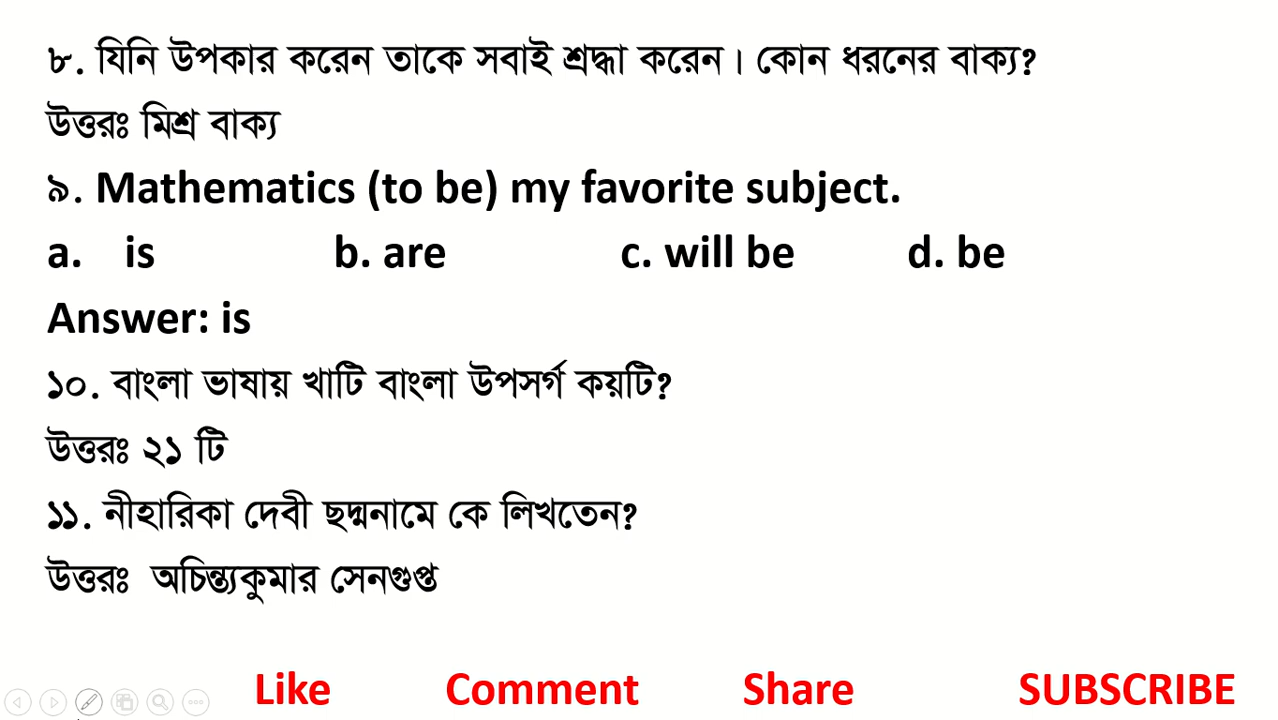 ৮. যিনি উপকার করেন তাকে সবাই শ্রদ্ধা করেন। কোন ধরনের বাক্য?
উত্তরঃ মিশ্র বাক্য
৯. Mathematics (to be) my favorite subject.
a. is b. are c. will be d. be
Answer: is
১০. বাংলা ভাষায় খাটি বাংলা উপসর্গ কয়টি?
উত্তরঃ ২১ টি
১১. নীহারিকা দেবী ছদ্মনামে কে লিখতেন?
উত্তরঃ অচিন্ত্যকুমার সেনগুপ্ত
Like Comment Share SUBSCRIBE